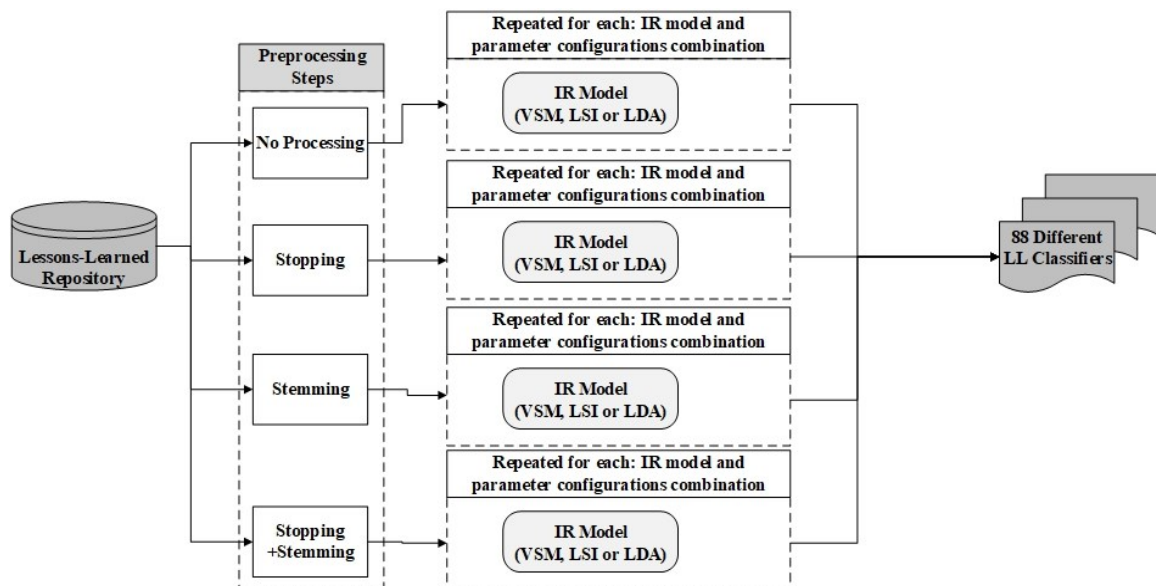 Lessons-Learned
Repository
Preprocessing
Steps
No Processing
Stopping
Stemming
Stopping
+Stemming
Repeated for each: IR model and
parameter configurations combination
IR Model
(VSM, LSI or LDA)
Repeated for each: IR model and
parameter configurations combination
IR Model
(VSM, LSI or LDA)
Repeated for each: IR model and
parameter configurations combination
IR Model
(VSM, LSI or LDA)
Repeated for each: IR model and
parameter configurations combination
IR Model
(VSM, LSI or LDA)
88 Different
LL Classifiers